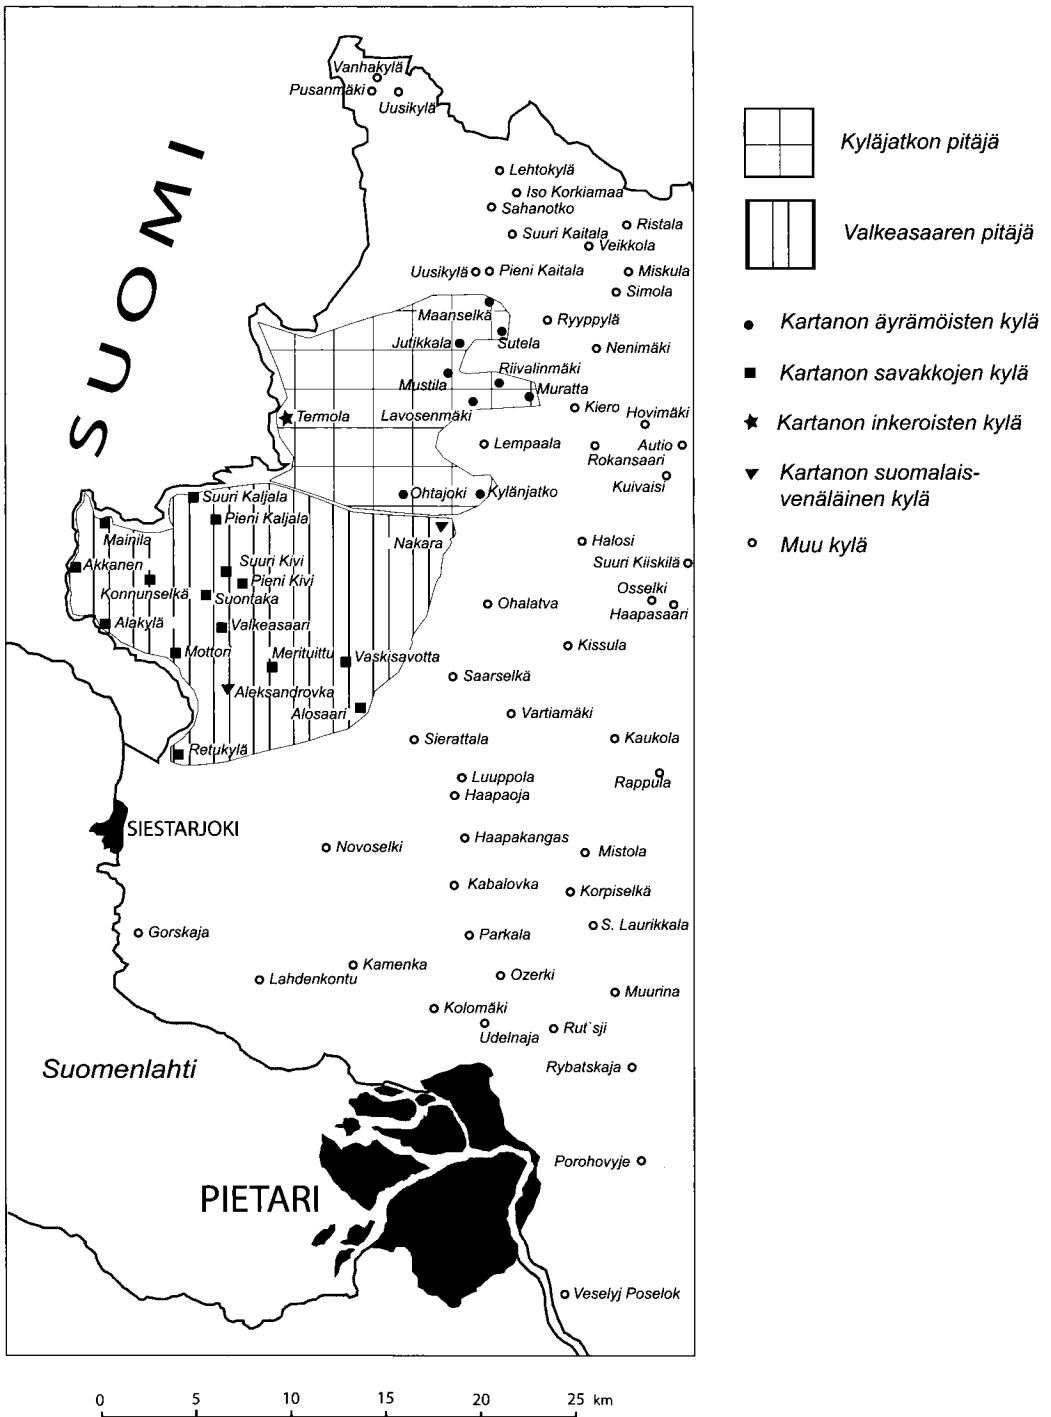 Vanhakylä
Pusanmäki
Uusikylä
SUOMI
Lehtokylä
Iso Korkiamaa
Sahanotko
Ristala
Suuri Kaitala
Veikkola
Uusikylä
Pieni Kaitala
Miskula
Simola
Maanselkä
Ryyppylä
Jutikkala
Sutela
Nenimäki
Riivalinmäki
Mustila
Muratta
Termola
Lavosenmäki
Kiero
Hovimäki
Lempaala
Autio
Rokansaari
Kuivaisi
Suuri Kaljala
Ohtajoki
Kylänjatko
Pieni Kaljala
Mainila
Nakara
Halosi
Akkanen
Suuri Kivi
Suuri Kiiskilä
Konnunselkä
Pieni Kivi
Osselki
Suontaka
Ohalatva
Haapasaari
Alakylä
Valkeasaari
Mottori
Merituittu
Vaskisavotta
Kissula
Aleksandrovka
Saarselkä
Alosaari
Vartiamäki
Retukylä
Sierattala
Kaukola
Luuppola
Rappula
Haapaoja
SIESTARJOKI
Haapakangas
Novoselki
Mistola
Kabalovka
Korpiselkä
S. Laurikkala
Gorskaja
Parkala
Kamenka
Lahdenkontu
Ozerki
Muurina
Kolomäki
Udelnaja
Rut`sji
Suomenlahti
Rybatskaja
Porohovyje
PIETARI
Veselyj Poselok
0 5 10 15 20 25 km
Kyläjatkon pitäjä
Valkeasaaren pitäjä
Kartanon äyrämöisten kylä
Kartanon savakkojen kylä
Kartanon inkeroisten kylä
Kartanon suomalais-
venäläinen kylä
Muu kylä